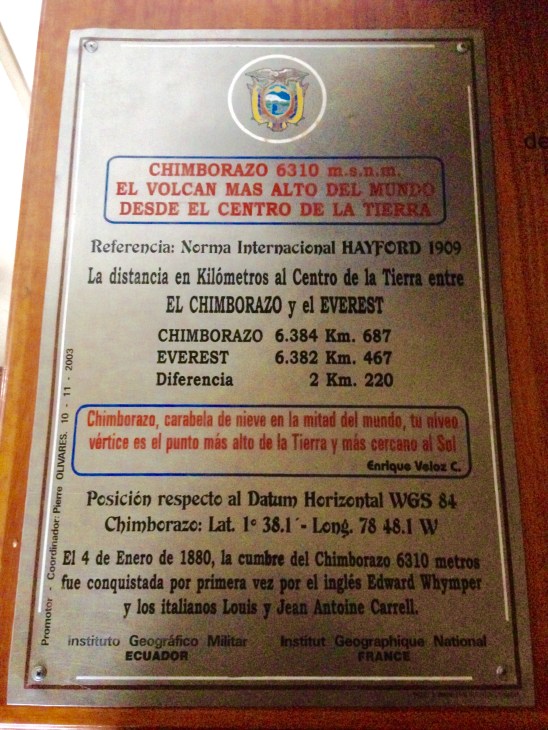 CHIMBORAZO 6310 m.s.n.m.
EL VOLCAN MAS ALTO DEL MUNDO
DESDE EL CENTRO DE LA TIERRA
Referencia: Norma Internacional HAYFORD 1909
La distancia en Kilómetros al Centro de la Tierra entre
EL CHIMBORAZO y el EVEREST
CHIMBORAZO 6.384 Km. 687
EVEREST 6.382 Km. 467
Diferencia 2 Km. 220
Chimborazo, carabela de nieve en la mitad del mundo, tu niveo
vértice es el punto más alto de la Tierra y más cercano al Sol
Enrique Veloz C.
Posición respecto al Datum Horizontal WGS 84
Chimborazo: Lat. 1º 38.1´- Long. 78 48.1 W
El 4 de Enero de 1880, la cumbre del Chimborazo 6310 metros
fue conquistada por primera vez por el inglés Edward Whymper
y los italianos Louis y Jean Antoine Carrell.
Instituto Geográfico Militar
ECUADOR
Institut Geographique National
FRANCE
Promotor - Coordinador: Pierre OLIVARES. 10 - 11 - 2003
de